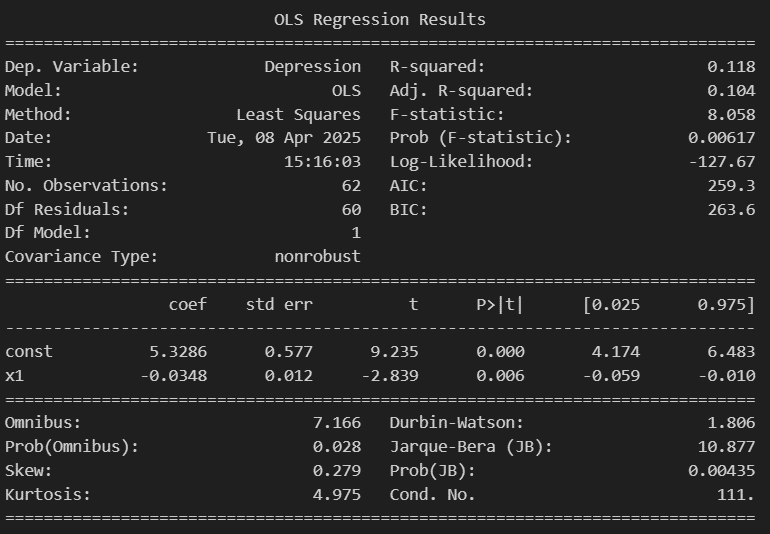 OLS Regression Results
==============================================================================
Dep. Variable:             Depression   R-squared:                       0.118
Model:                            OLS   Adj. R-squared:                  0.104
Method:                 Least Squares   F-statistic:                     8.058
Date:                Tue, 08 Apr 2025   Prob (F-statistic):            0.00617
Time:                        15:16:03   Log-Likelihood:                -127.67
No. Observations:                  62   AIC:                             259.3
Df Residuals:                      60   BIC:                             263.6
Df Model:                           1
Covariance Type:            nonrobust
==============================================================================
                 coef    std err          t      P>|t|      [0.025      0.975]
------------------------------------------------------------------------------
const          5.3286      0.577      9.235      0.000       4.174       6.483
x1            -0.0348      0.012     -2.839      0.006      -0.059      -0.010
==============================================================================
Omnibus:                        7.166   Durbin-Watson:                   1.806
Prob(Omnibus):                  0.028   Jarque-Bera (JB):               10.877
Skew:                           0.279   Prob(JB):                      0.00435
Kurtosis:                       4.975   Cond. No.                         111.
==============================================================================